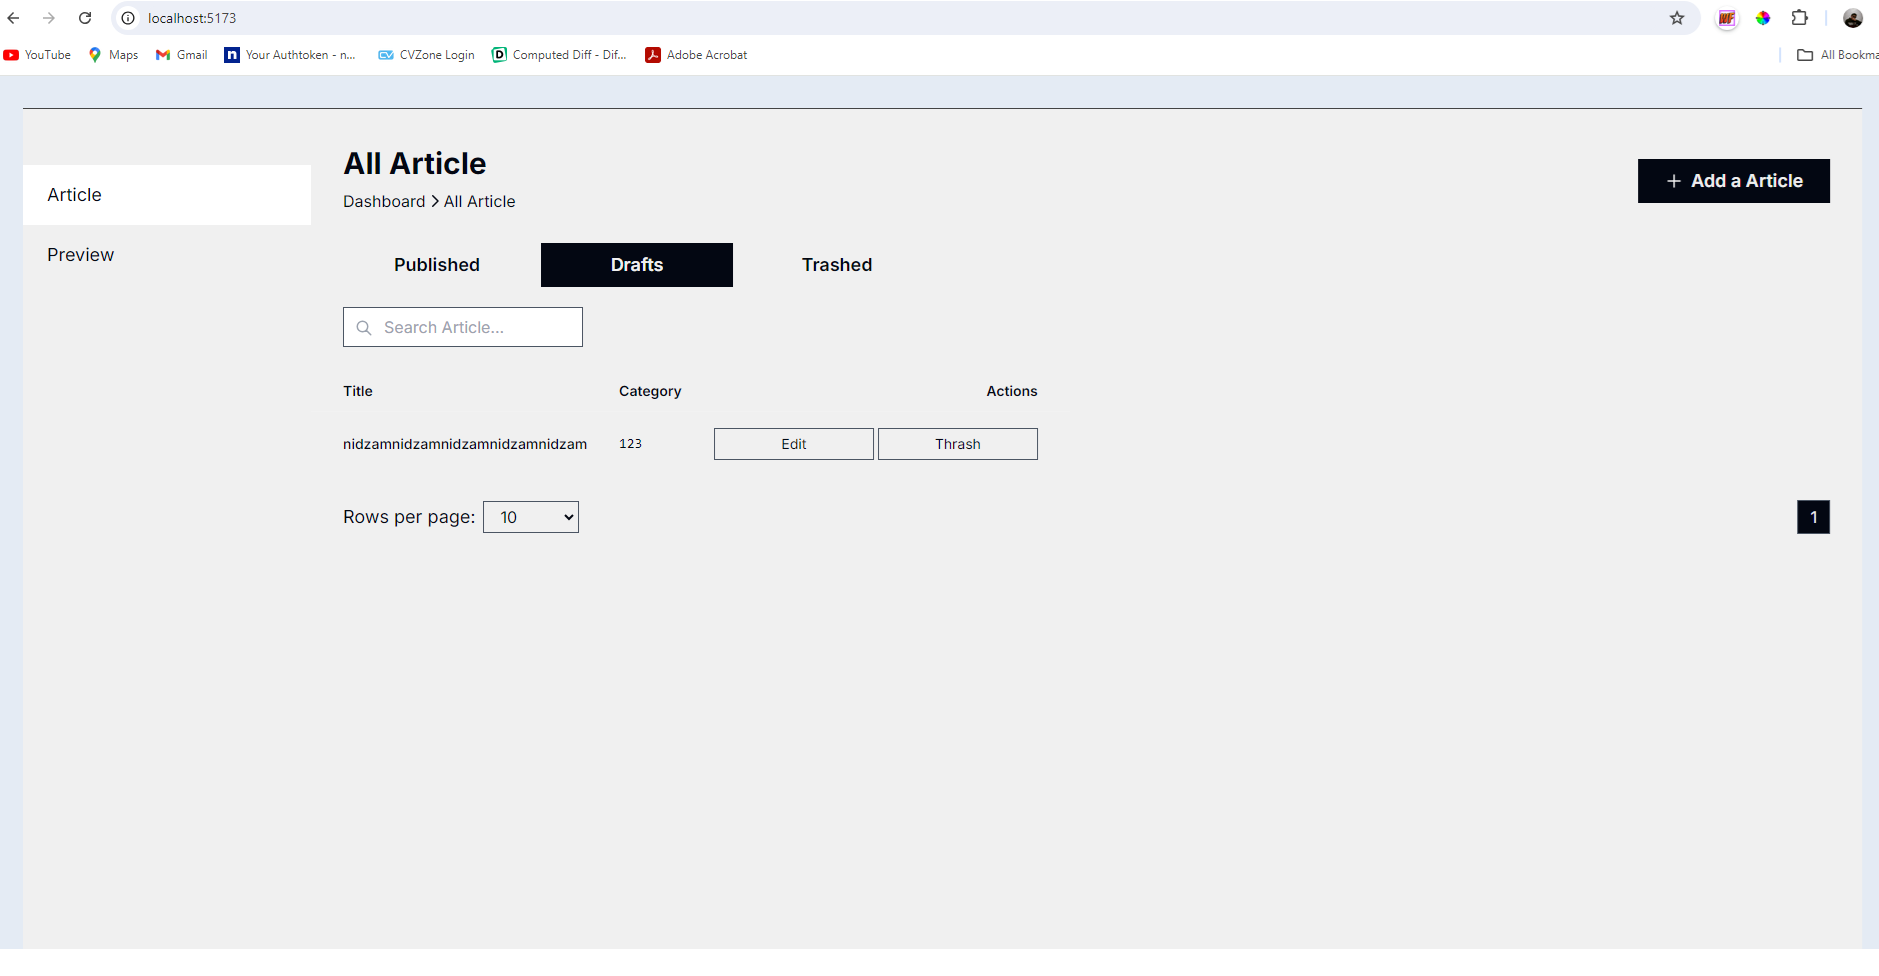 localhost:5173
YouTube Maps Gmail n Your Authtoken - n... CV CVZone Login D Computed Diff - Dif... Adobe Acrobat All Bookma
All Article
Dashboard > All Article
+ Add a Article
Article
Preview
Published Drafts Trashed
Search Article...
Title Category Actions
nidzamnidzamnidzamnidzamnidzam 123 Edit Thrash
Rows per page: 10 1